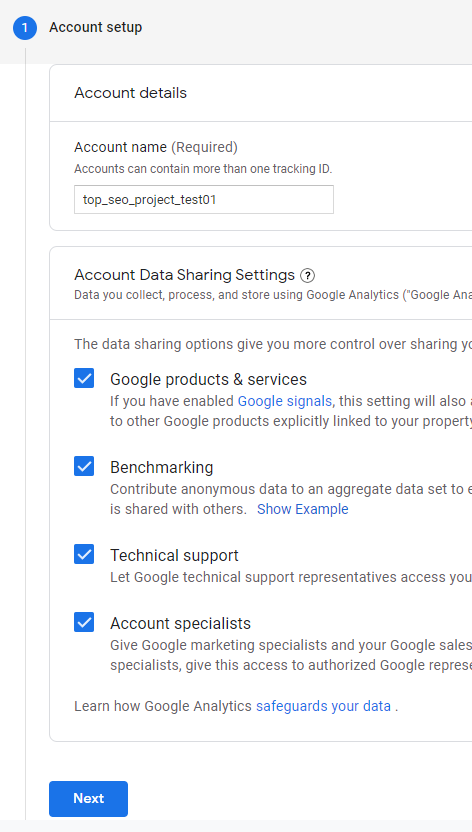 1 Account setup
Account details
Account name (Required)
Accounts can contain more than one tracking ID.
top_seo_project_test01
Account Data Sharing Settings ?
Data you collect, process, and store using Google Analytics ("Google
The data sharing options give you more control over sharing
Google products & services
If you have enabled Google signals, this setting will also
to other Google products explicitly linked to your
Benchmarking
Contribute anonymous data to an aggregate data set to
is shared with others. Show Example
Technical support
Let Google technical support representatives access
Account specialists
Give Google marketing specialists and your Google sales
specialists, give this access to authorized Google
Learn how Google Analytics safeguards your data .
Next